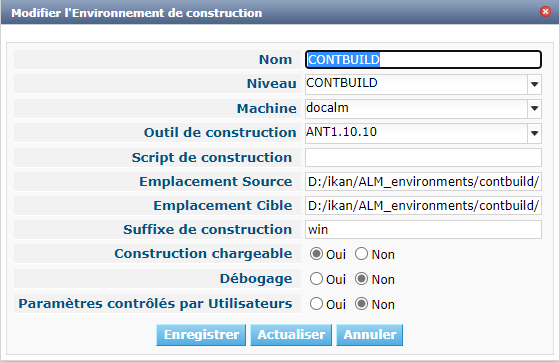 Modifier l'Environnement de construction
Nom CONTBUILD
Niveau CONTBUILD
Machine docalm
Outil de construction ANT1.10.10
Script de construction
Emplacement Source D:/ikan/ALM_environments/contbuild/
Emplacement Cible D:/ikan/ALM_environments/contbuild/
Suffixe de construction win
Construction chargeable Oui Non
Débogage Oui Non
Paramètres contrôlés par Utilisateurs Oui Non
Enregistrer Actualiser Annuler